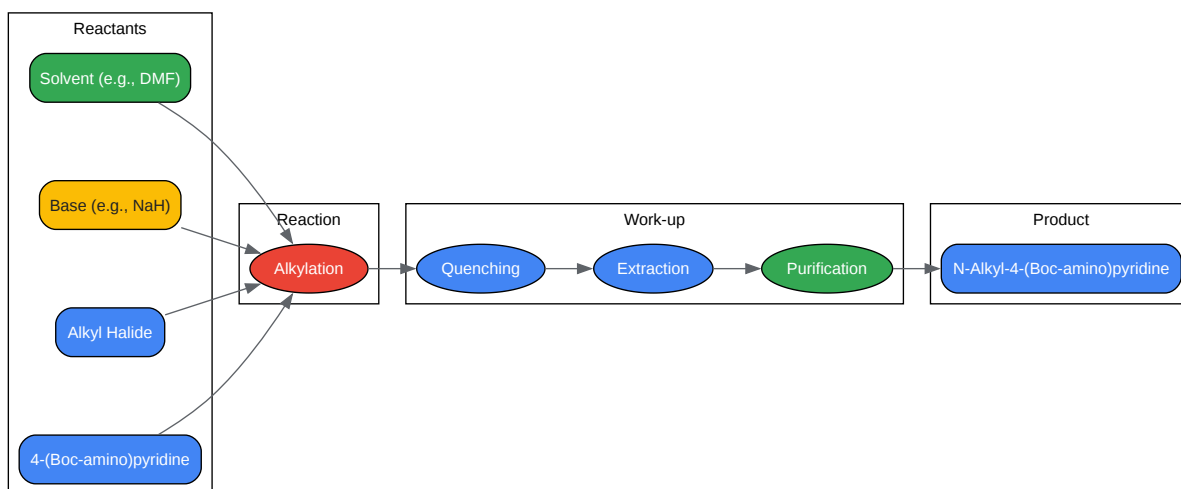 Reactants
Solvent (e.g., DMF)
Base (e.g., NaH)
Alkyl Halide
4-(Boc-amino)pyridine
Reaction
Alkylation
Work-up
Quenching
Extraction
Purification
Product
N-Alkyl-4-(Boc-amino)pyridine